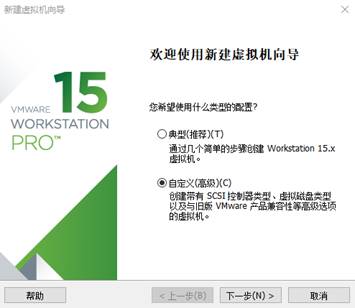 新建虚拟机向导
VMWARE
15
WORKSTATION
PRO™
欢迎使用新建虚拟机向导
您希望使用什么类型的配置?
典型(推荐)(T)
通过几个简单的步骤创建 Workstation 15.x
虚拟机。
自定义(高级)(C)
创建带有 SCSI 控制器类型、虚拟磁盘类型
以及与旧版 VMware 产品兼容性等高级选项
的虚拟机。
帮助
< 上一步(B)
下一步(N) >
取消